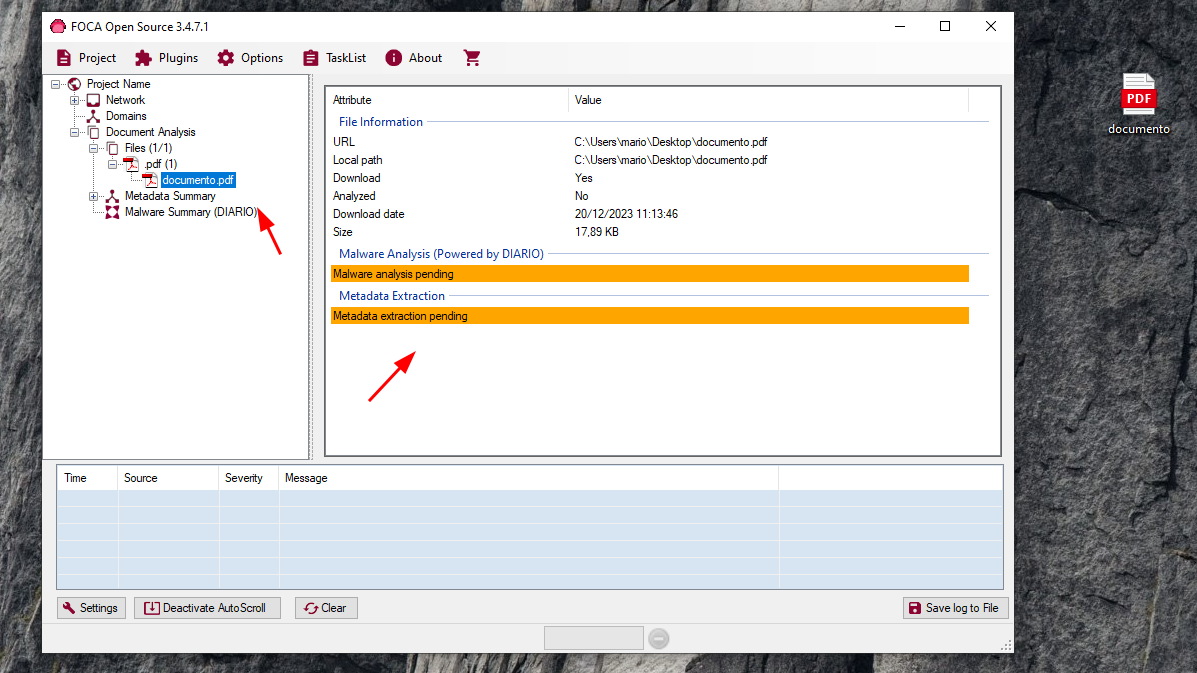 FOCA Open Source 3.4.7.1
Project Plugins Options TaskList About
Project Name
Network
Domains
Document Analysis
Files (1/1)
.pdf (1)
documento.pdf
Metadata Summary
Malware Summary (DIARIO)
Attribute Value
File Information
URL C:\Users\mario\Desktop\documento.pdf
Local path C:\Users\mario\Desktop\documento.pdf
Download Yes
Analyzed No
Download date 20/12/2023 11:13:46
Size 17,89 KB
Malware Analysis (Powered by DIARIO)
Malware analysis pending
Metadata Extraction
Metadata extraction pending
Time Source Severity Message
Settings Deactivate AutoScroll Clear Save log to File
PDF
documento